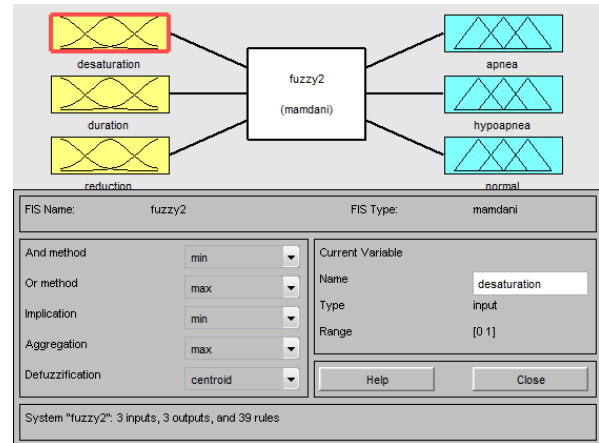 desaturation
fuzzy2
(mamdani)
apnea
duration
hypoapnea
reduction
normal
FIS Name: fuzzy2 FIS Type: mamdani
And method min
Or method max
Implication min
Aggregation max
Defuzzification centroid
Current Variable
Name desaturation
Type input
Range [0 1]
Help Close
System "fuzzy2": 3 inputs, 3 outputs, and 39 rules